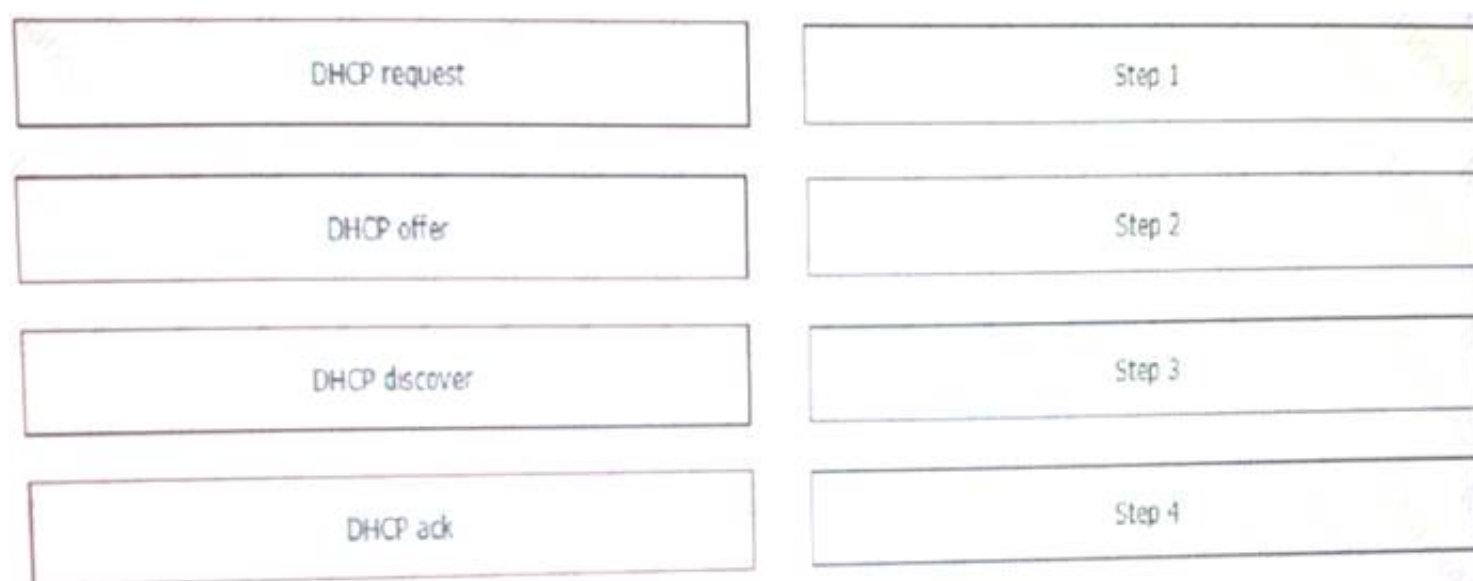 DHCP request
Step 1
DHCP offer
Step 2
DHCP discover
Step 3
DHCP ack
Step 4